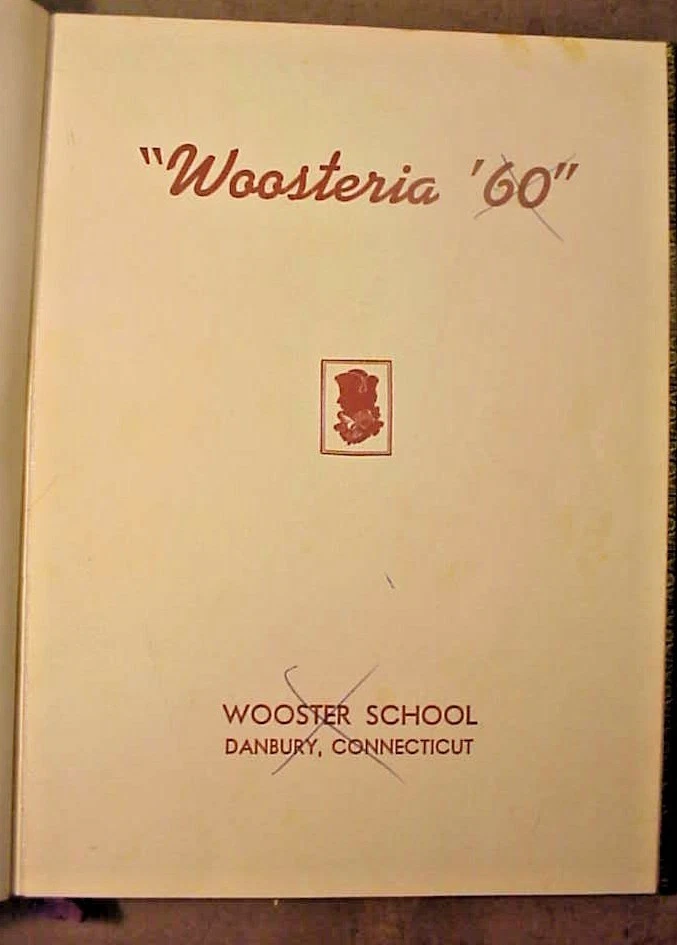 "Woosteria '60"
WOOSTER SCHOOL
DANBURY, CONNECTICUT